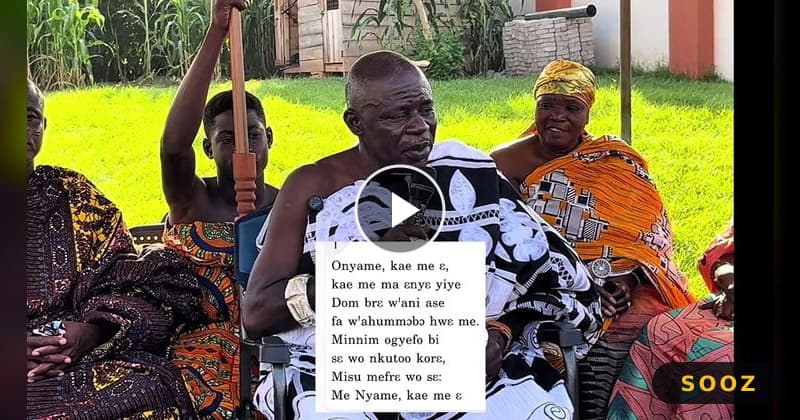 Onyame, kae me ɛ,
kae me ma ɛnyɛ yiye
Dom brɛ w'ani ase
fa w'ahummɔbɔ hwɛ me.
Minnim ogyefo bi
sɛ wo nkutoo korɛ,
Misu mefrɛ wo sɛ:
Me Nyame, kae me ɛ
SOOZ